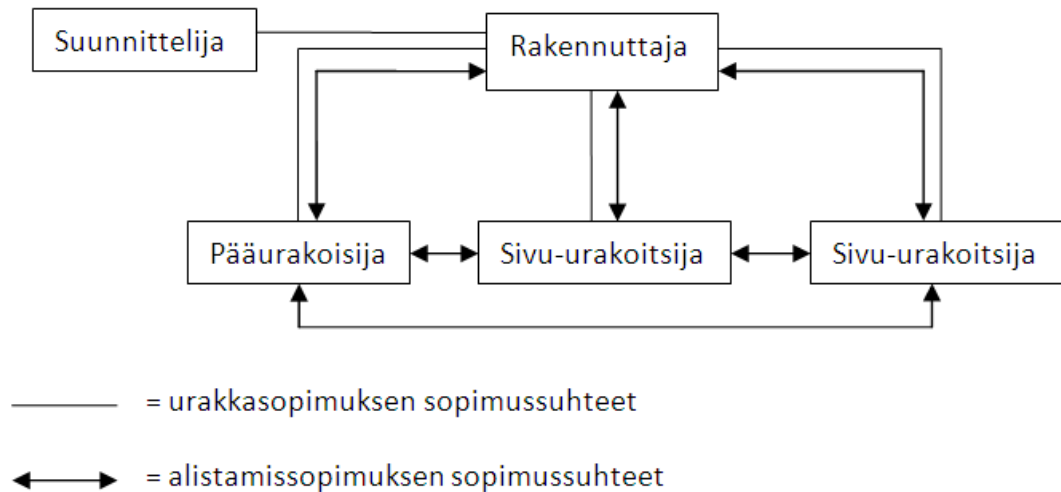 Suunnittelija
Rakennuttaja
Pääurakoisija
Sivu-urakoitsija
Sivu-urakoitsija
= urakkasopimuksen sopimussuhteet
= alistamissopimuksen sopimussuhteet